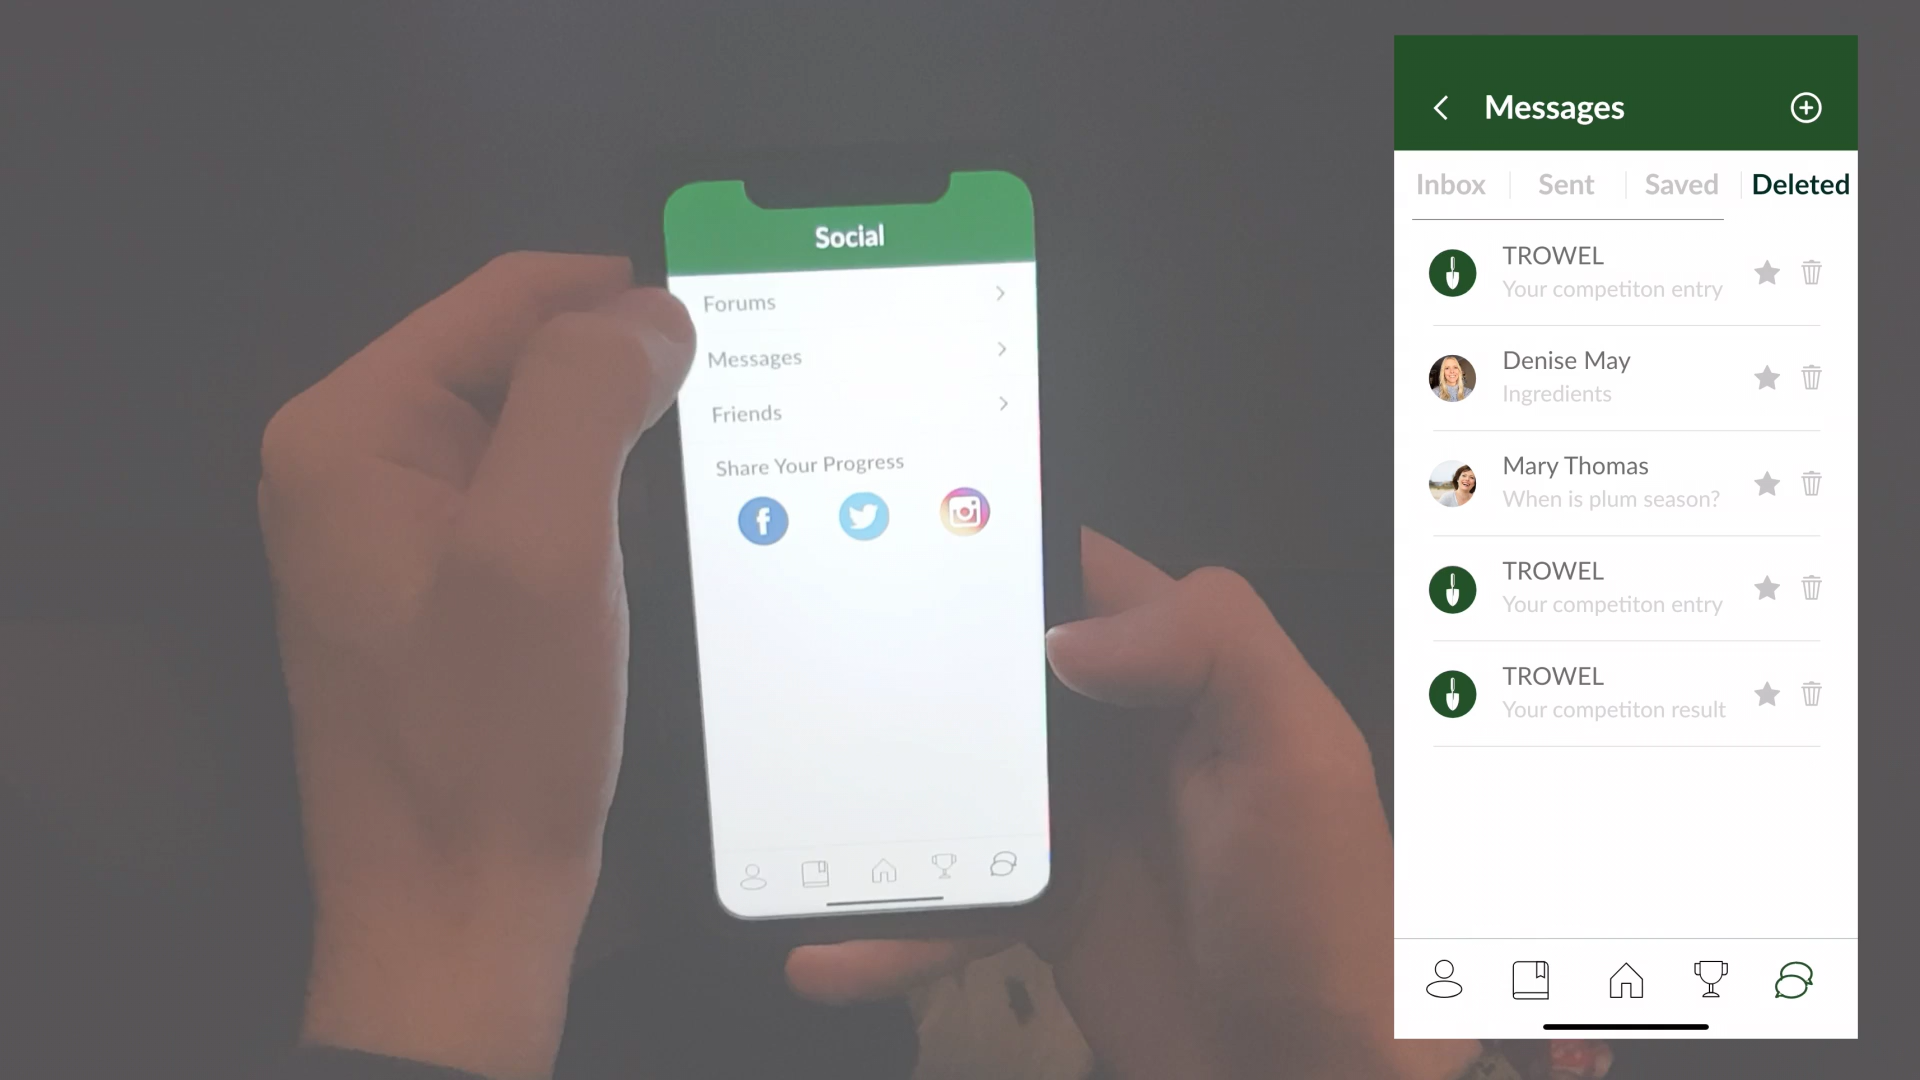 Social
Forums
Messages
Friends
Share Your Progress
Messages
Inbox
Sent
Saved
Deleted
TROWEL
Your competiton entry
Denise May
Ingredients
Mary Thomas
When is plum season?
TROWEL
Your competiton entry
TROWEL
Your competiton result